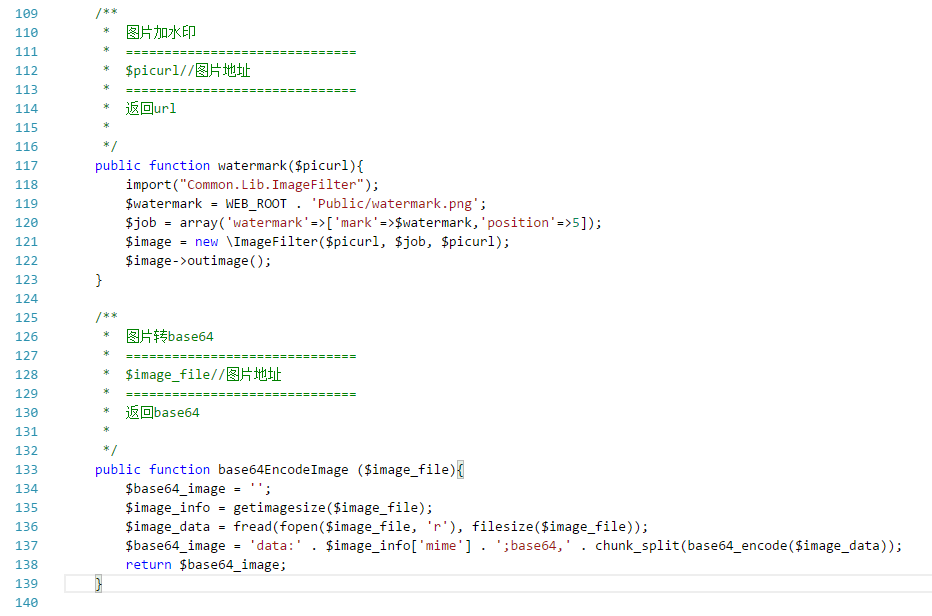 109    /**
110     *  图片加水印
111     *  ==============================
112     *  $picurl//图片地址
113     *  ==============================
114     *  返回url
115     *
116     */
117    public function watermark($picurl){
118        import("Common.Lib.ImageFilter");
119        $watermark = WEB_ROOT . 'Public/watermark.png';
120        $job = array('watermark'=>['mark'=>$watermark,'position'=>5]);
121        $image = new \ImageFilter($picurl, $job, $picurl);
122        $image->outimage();
123    }
124
125    /**
126     *  图片转base64
127     *  ==============================
128     *  $image_file//图片地址
129     *  ==============================
130     *  返回base64
131     *
132     */
133    public function base64EncodeImage ($image_file){
134        $base64_image = '';
135        $image_info = getimagesize($image_file);
136        $image_data = fread(fopen($image_file, 'r'), filesize($image_file));
137        $base64_image = 'data:' . $image_info['mime'] . ';base64,' . chunk_split(base64_encode($image_data));
138        return $base64_image;
139    }
140